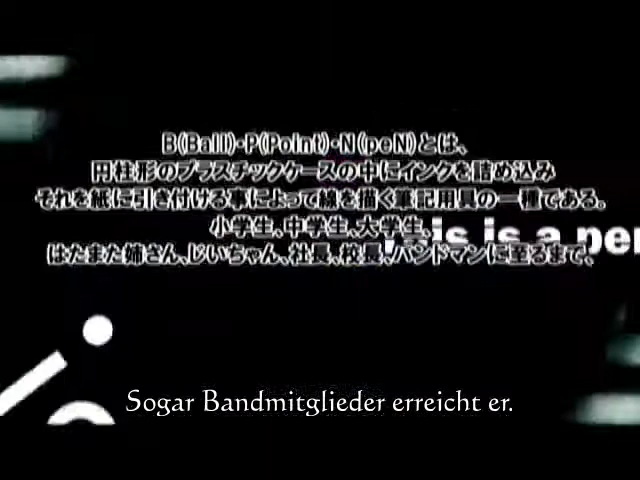 B(Ball)・P(Point)・N(peN)とは、
円柱形のプラスチックケースの中にインクを詰め込み
それを紙に引き付ける事によって線を描く筆記用具の一種である。
小学生、中学生、大学生、
はたまた姉さん、じいちゃん、社長、校長、バンドマンに至るまで、
is is a pen
Sogar Bandmitglieder erreicht er.